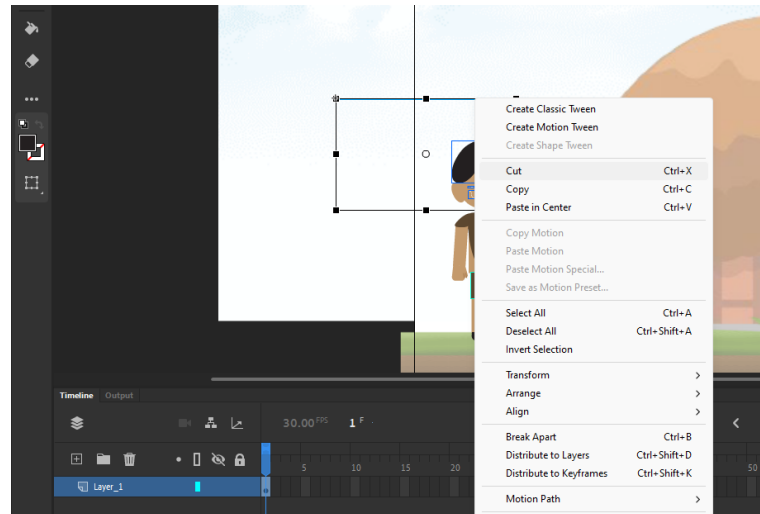 Create Classic Tween
Create Motion Tween
Create Shape Tween
Cut Ctrl+X
Copy Ctrl+C
Paste in Center Ctrl+V
Copy Motion
Paste Motion
Paste Motion Special...
Save as Motion Preset...
Select All Ctrl+A
Deselect All Ctrl+Shift+A
Invert Selection
Transform
Arrange
Align
Break Apart Ctrl+B
Distribute to Layers Ctrl+Shift+D
Distribute to Keyframes Ctrl+Shift+K
Motion Path
Timeline Output
30.00 FPS 1 F
5 10 15 20 50
Layer_1